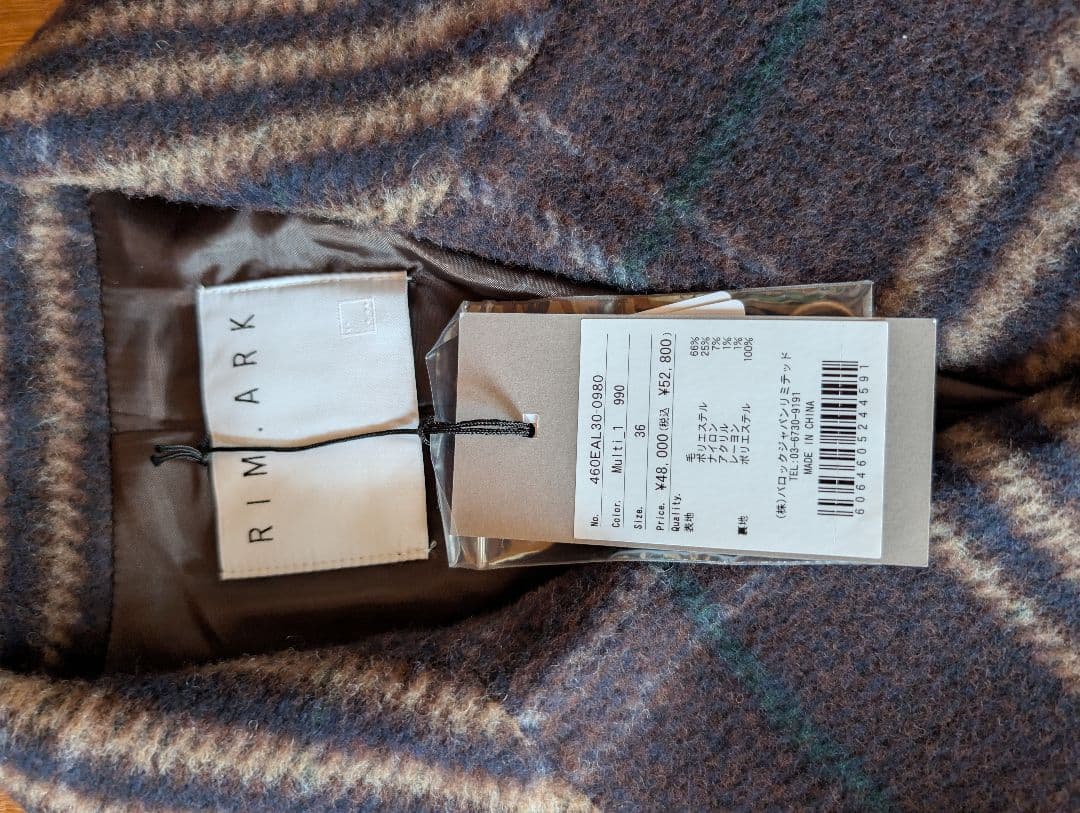 RIM.ARK
No. 460EAL30-0980
Color. Multi_1 990
Size. 36
Price. ¥48,000(税込 ¥52,800)
Quality.
表地 毛 66%
ポリエステル 25%
ナイロン 7%
アクリル 1%
レーヨン 1%
裏地 ポリエステル 100%
(株)バロックジャパンリミテッド
TEL:03-6730-9191
MADE IN CHINA
6064605244591